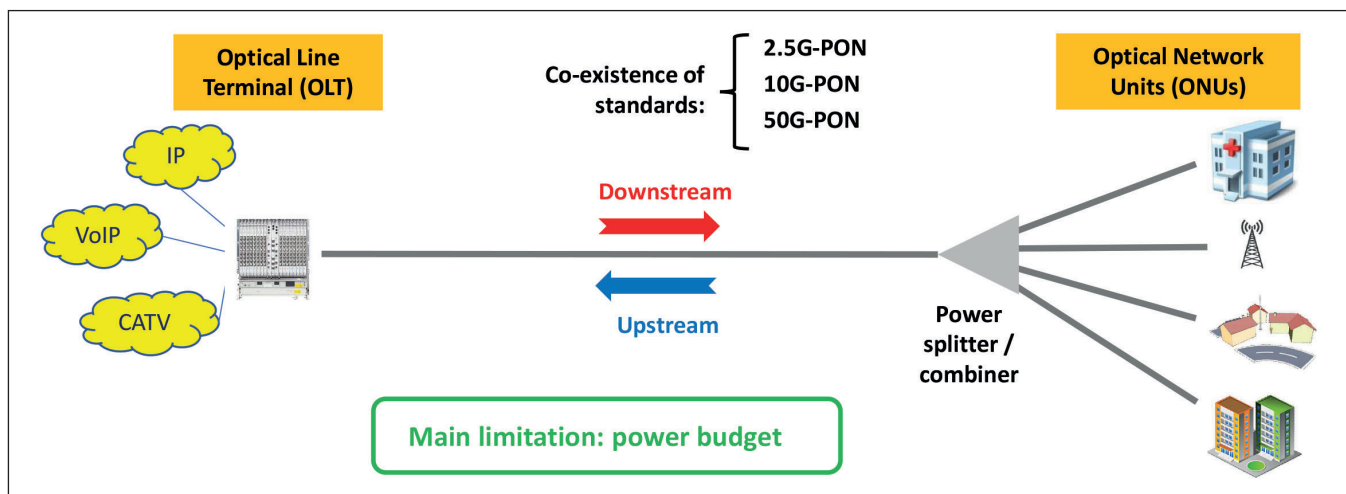 Optical Line
Terminal (OLT)
IP
VoIP
CATV
Co-existence of
standards:
2.5G-PON
10G-PON
50G-PON
Downstream
Upstream
Optical Network
Units (ONUs)
Power
splitter /
combiner
Main limitation: power budget